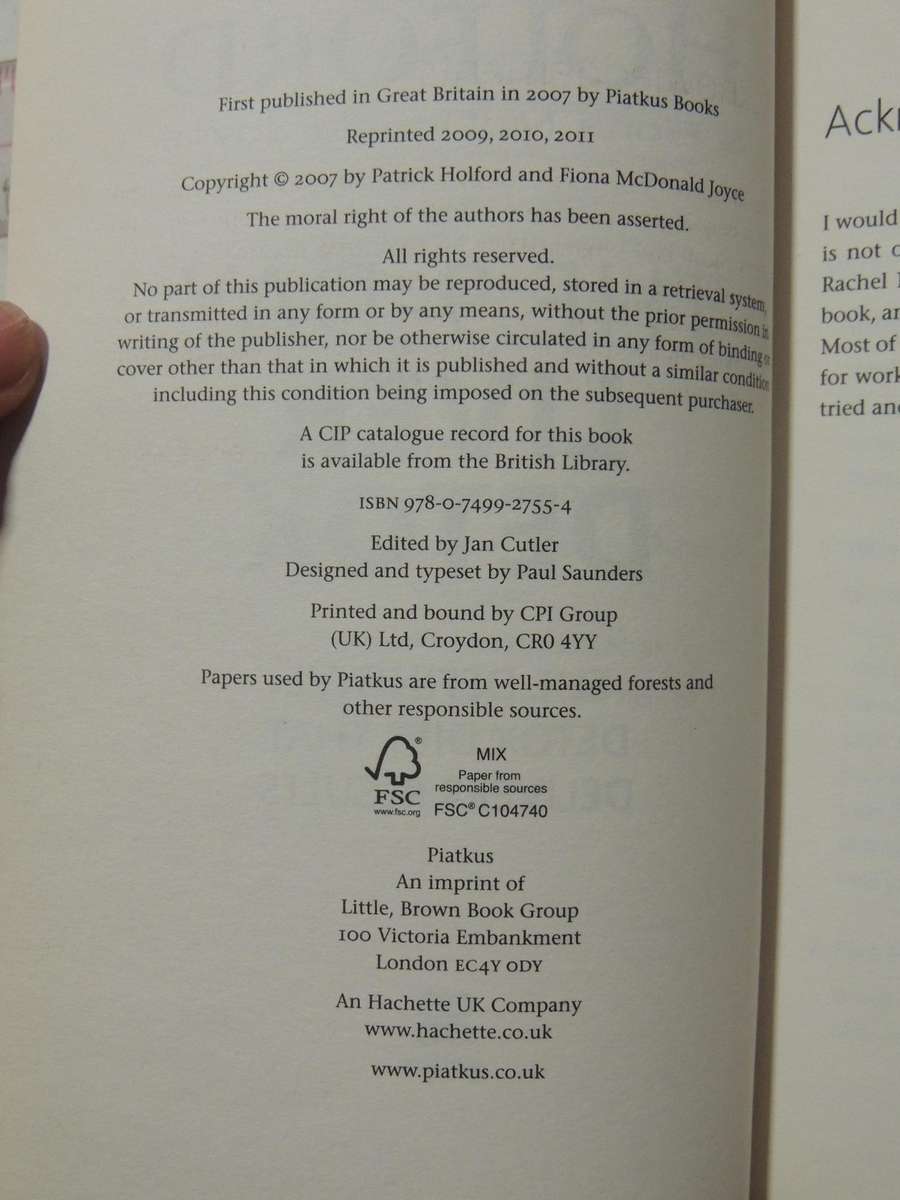 First published in Great Britain in 2007 by Piatkus Books
Reprinted 2009, 2010, 2011
Copyright © 2007 by Patrick Holford and Fiona McDonald Joyce
The moral right of the authors has been asserted.
All rights reserved.
No part of this publication may be reproduced, stored in a retrieval system,
or transmitted in any form or by any means, without the prior permission in
writing of the publisher, nor be otherwise circulated in any form of binding or
cover other than that in which it is published and without a similar condition
including this condition being imposed on the subsequent purchaser.
A CIP catalogue record for this book
is available from the British Library.
ISBN 978-0-7499-2755-4
Edited by Jan Cutler
Designed and typeset by Paul Saunders
Printed and bound by CPI Group
(UK) Ltd, Croydon, CR0 4YY
Papers used by Piatkus are from well-managed forests and
other responsible sources.
FSC®
www.fsc.org
MIX
Paper from
responsible sources
FSC® C104740
Piatkus
An imprint of
Little, Brown Book Group
100 Victoria Embankment
London EC4Y 0DY
An Hachette UK Company
www.hachette.co.uk
www.piatkus.co.uk
I would
is not
Rachel
book,
Most of
for
tried